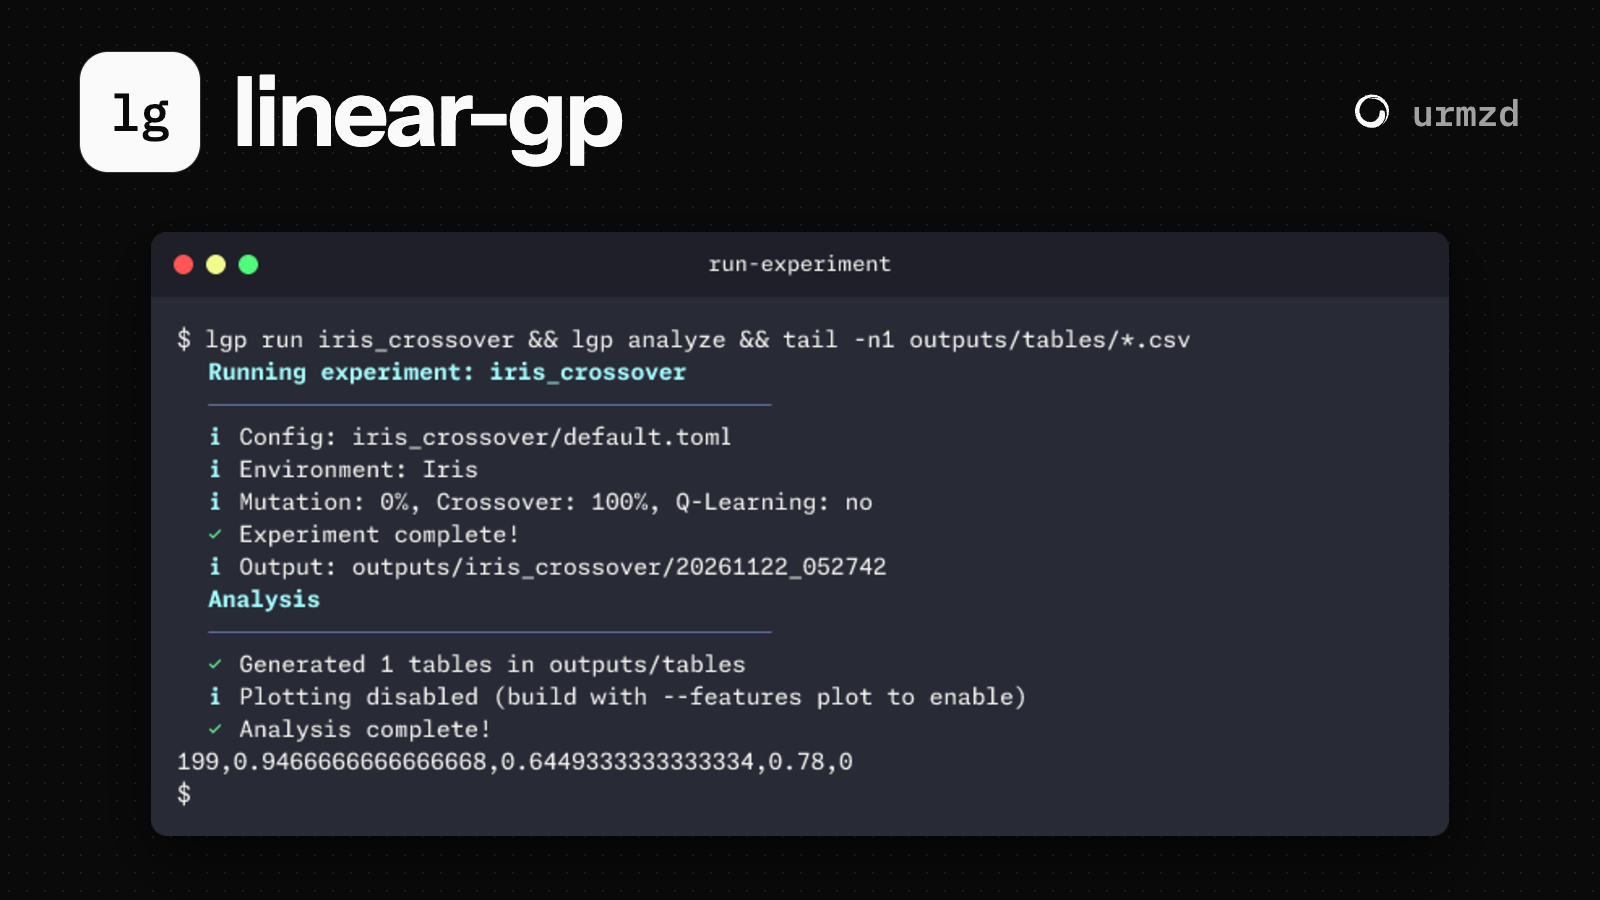 lg linear-gp
urmzd
run-experiment
$ lgp run iris_crossover && lgp analyze && tail -n1 outputs/tables/*.csv
Running experiment: iris_crossover
i Config: iris_crossover/default.toml
i Environment: Iris
i Mutation: 0%, Crossover: 100%, Q-Learning: no
✓ Experiment complete!
i Output: outputs/iris_crossover/20261122_052742
Analysis
✓ Generated 1 tables in outputs/tables
i Plotting disabled (build with --features plot to enable)
✓ Analysis complete!
199,0.9466666666666668,0.6449333333333334,0.78,0
$